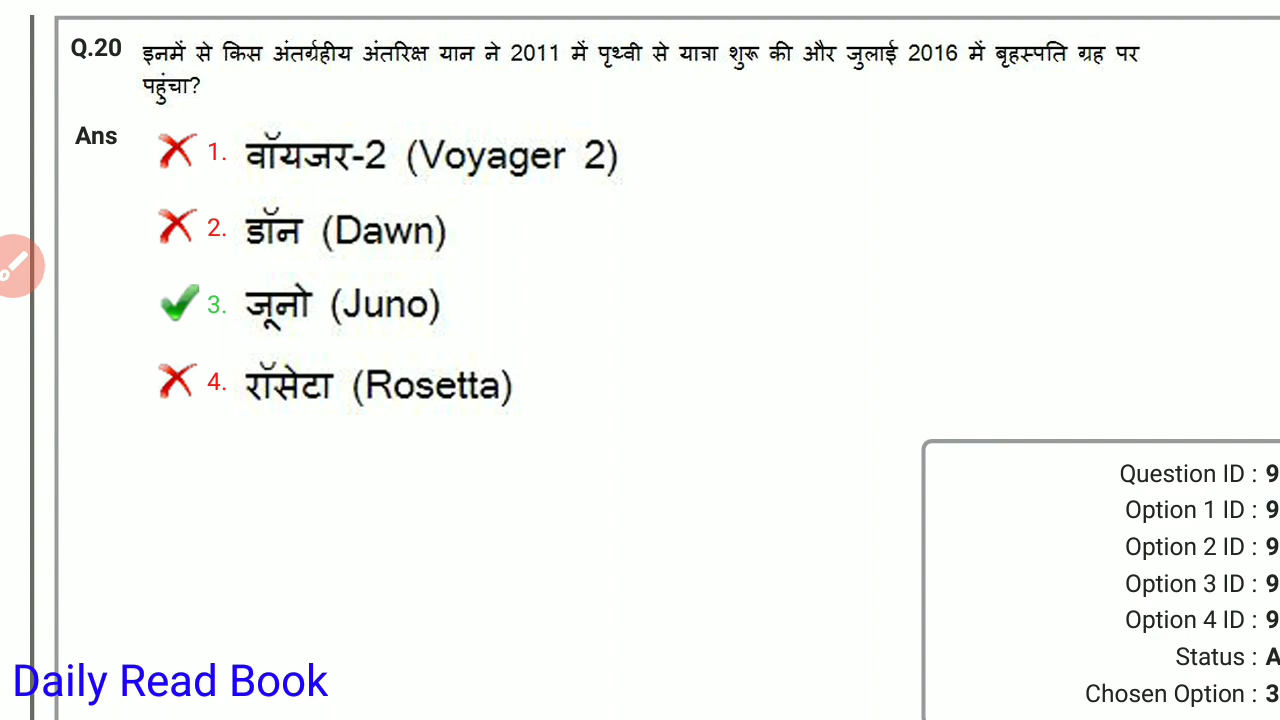 Q.20 इनमें से किस अंतर्ग्रहीय अंतरिक्ष यान ने 2011 में पृथ्वी से यात्रा शुरू की और जुलाई 2016 में बृहस्पति ग्रह पर
पहुंचा?
Ans
1. वॉयजर-2 (Voyager 2)
2. डॉन (Dawn)
3. जूनो (Juno)
4. रॉसेटा (Rosetta)
Question ID : 9
Option 1 ID : 9
Option 2 ID : 9
Option 3 ID : 9
Option 4 ID : 9
Status : A
Chosen Option : 3
Daily Read Book